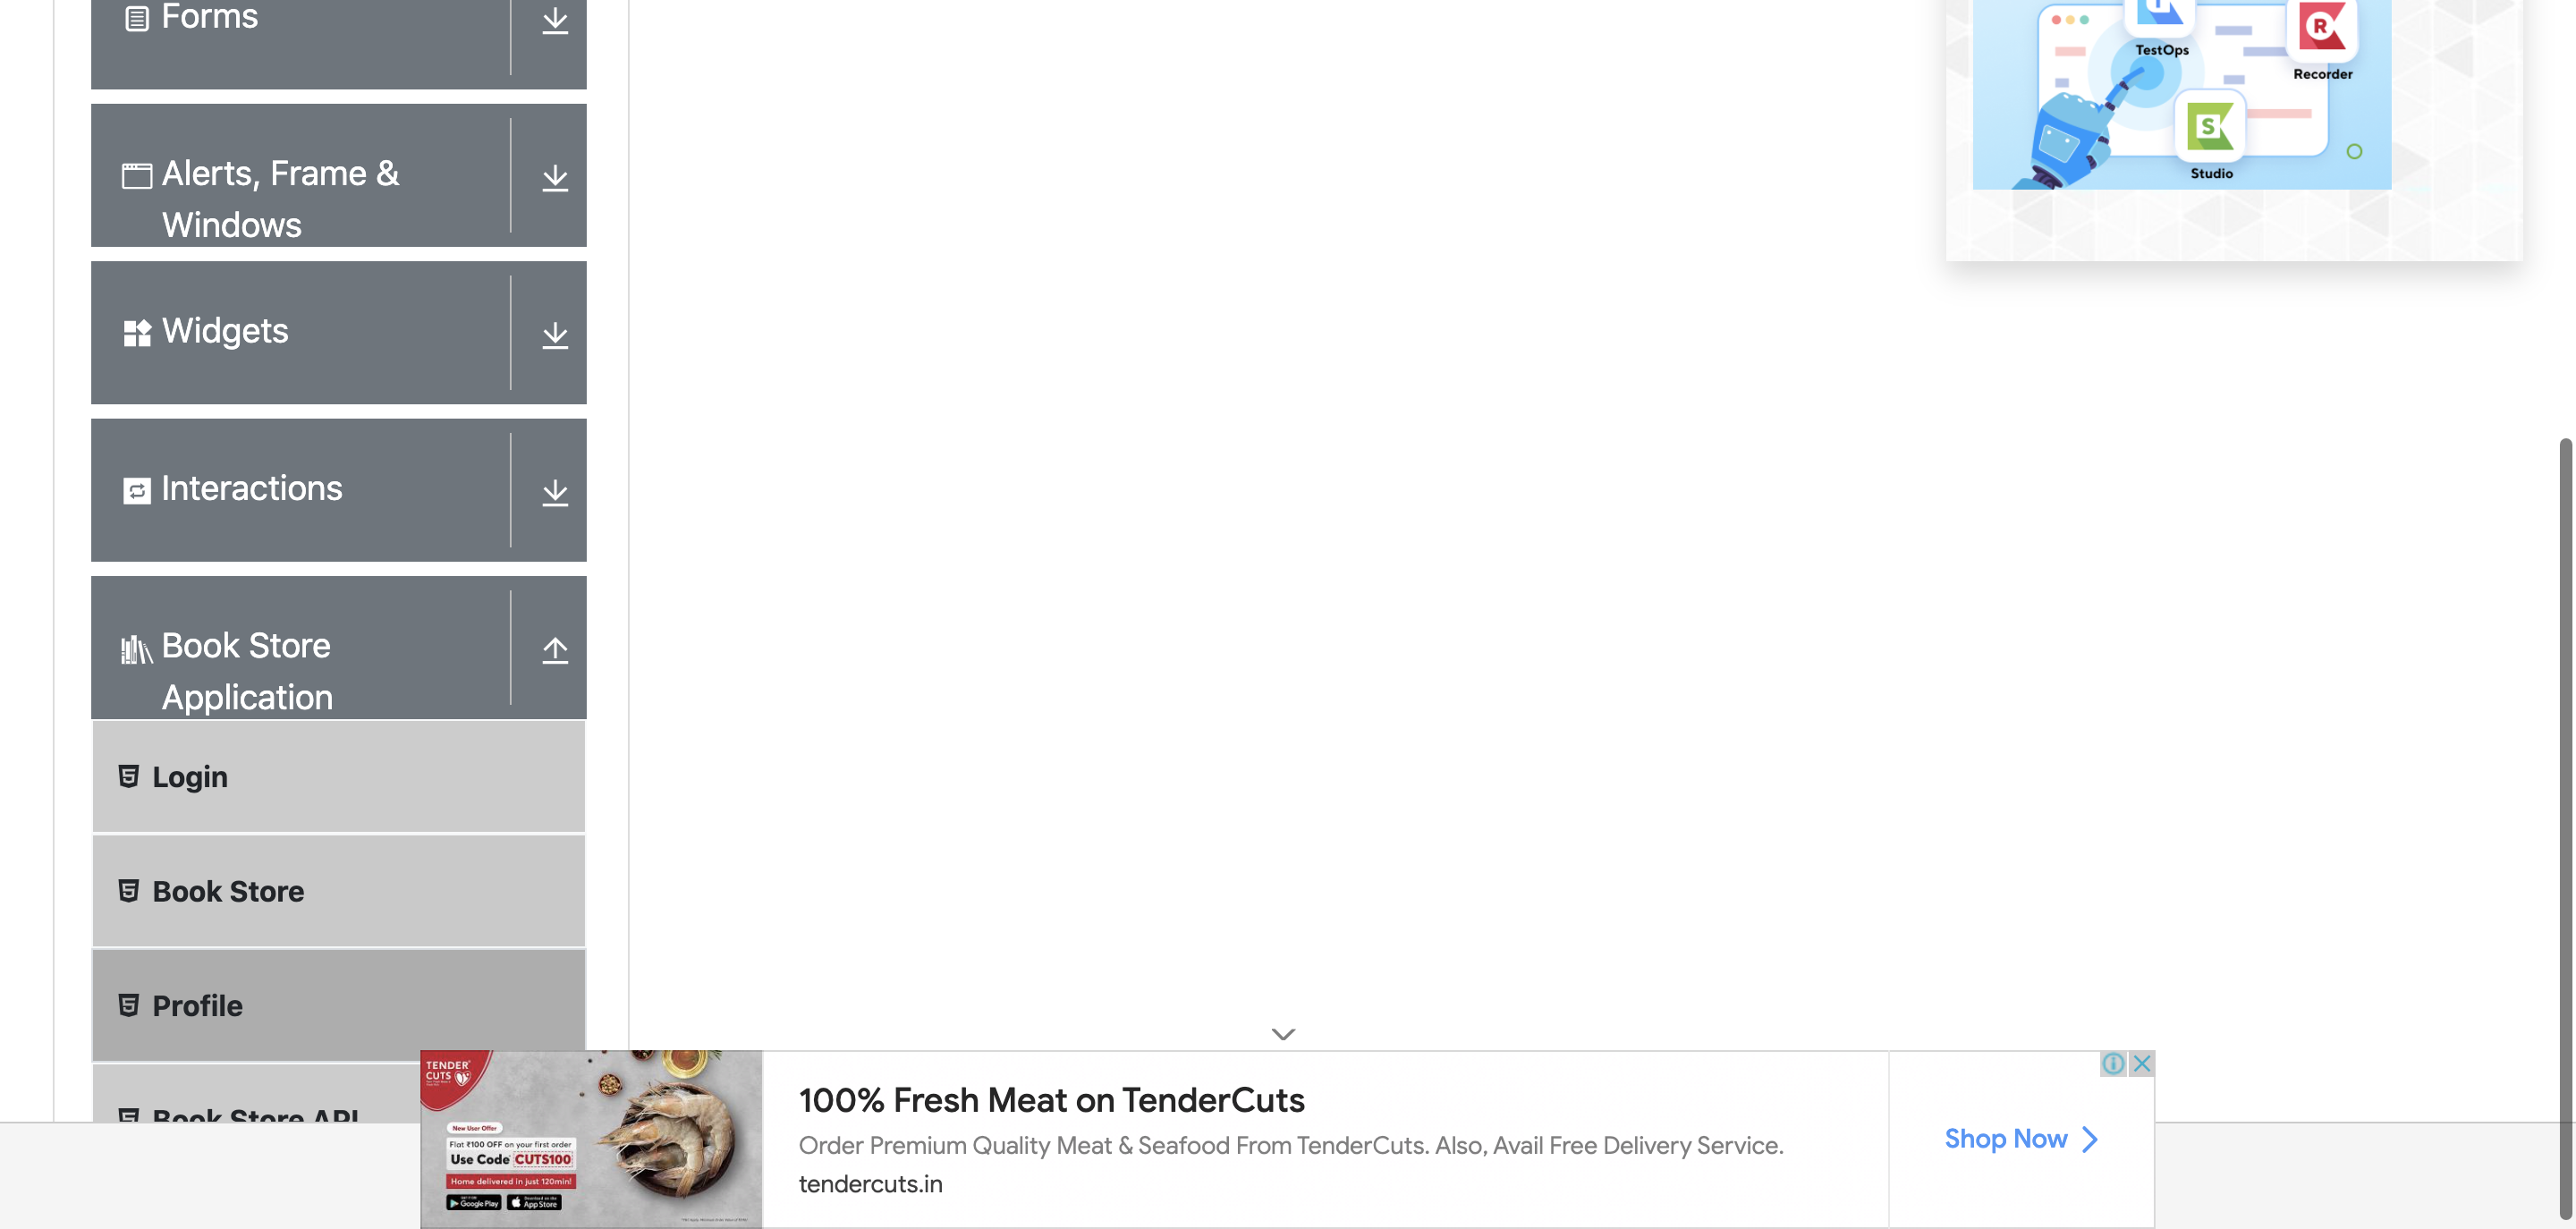 Forms
Alerts, Frame &
Windows
Widgets
Interactions
Book Store
Application
Login
Book Store
Profile
Book Store API
TestOps
R
Recorder
S
Studio
TENDER
CUTS
New User Offer
Flat ₹100 OFF on your first order
Use Code CUTS100
Home delivered in just 120min!
Google Play
Download on the
App Store
100% Fresh Meat on TenderCuts
Order Premium Quality Meat & Seafood From TenderCuts. Also, Avail Free Delivery Service.
tendercuts.in
Shop Now